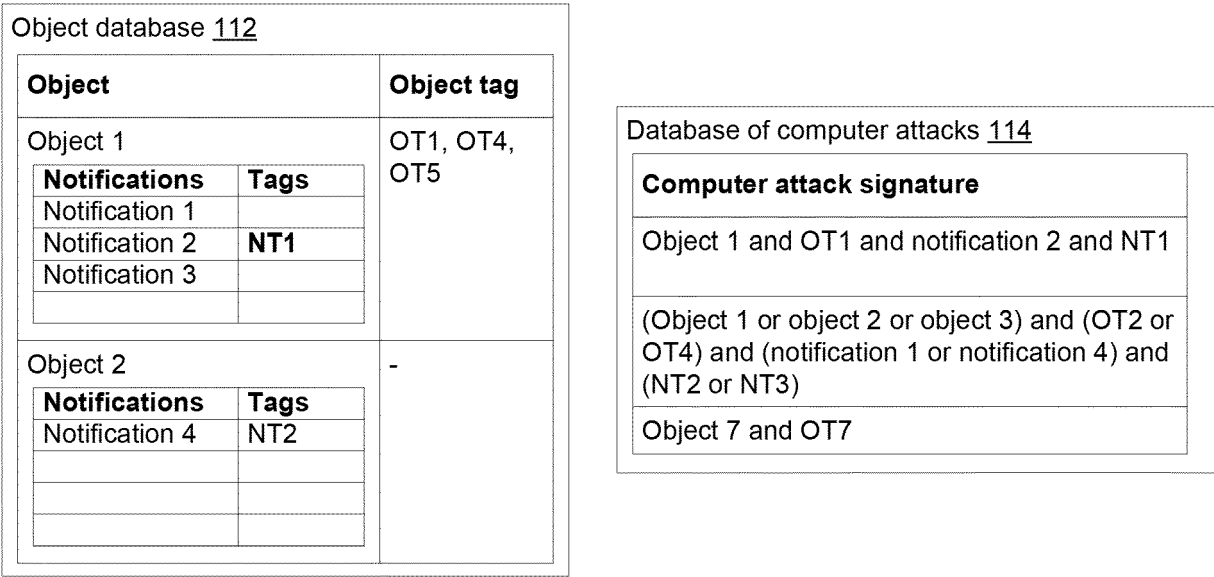 Object database 112
Object
Object tag
Object 1
OT1, OT4,
OT5
Notifications Tags
Notification 1
Notification 2 NT1
Notification 3
Object 2
-
Notifications Tags
Notification 4 NT2
Database of computer attacks 114
Computer attack signature
Object 1 and OT1 and notification 2 and NT1
(Object 1 or object 2 or object 3) and (OT2 or
OT4) and (notification 1 or notification 4) and
(NT2 or NT3)
Object 7 and OT7